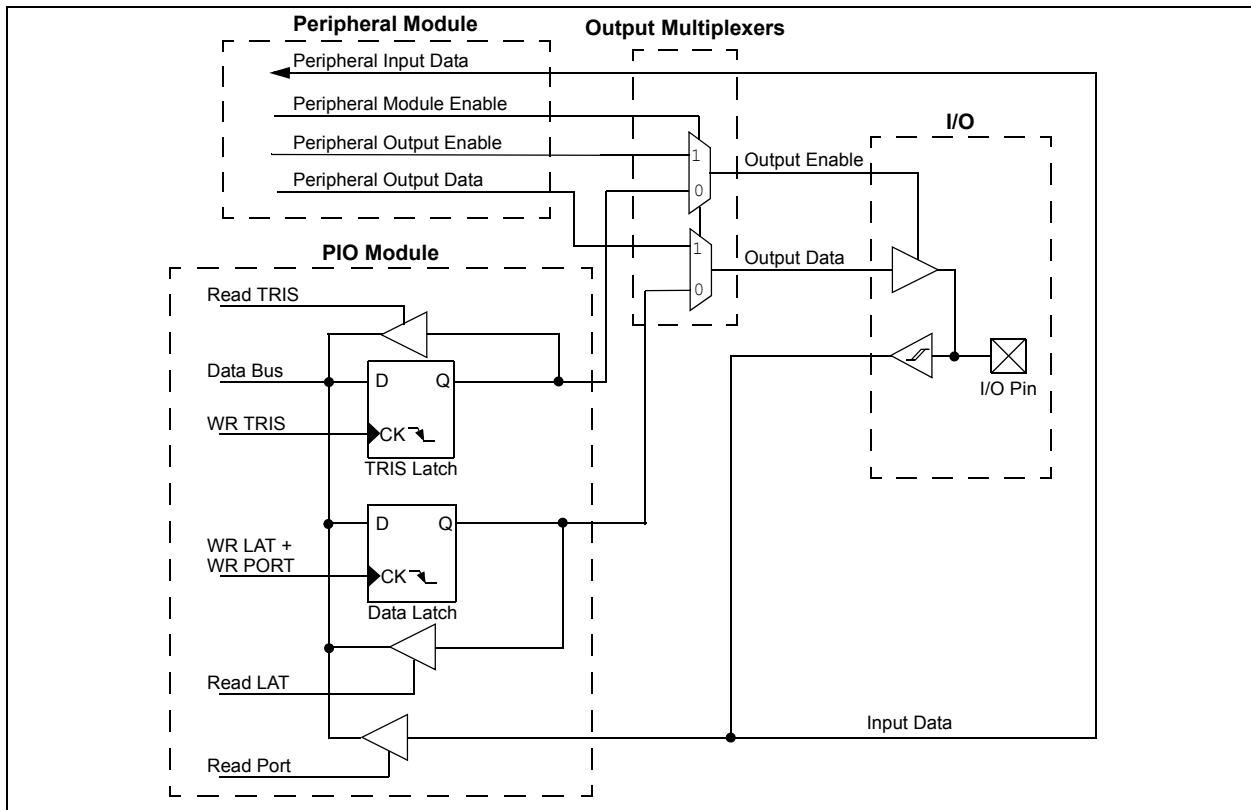 Peripheral Module
Output Multiplexers
Peripheral Input Data
Peripheral Module Enable
Peripheral Output Enable
Peripheral Output Data
1
0
1
0
Output Enable
Output Data
I/O
I/O Pin
PIO Module
Read TRIS
Data Bus
D Q
WR TRIS
CK
TRIS Latch
D Q
WR LAT +
WR PORT
CK
Data Latch
Read LAT
Input Data
Read Port